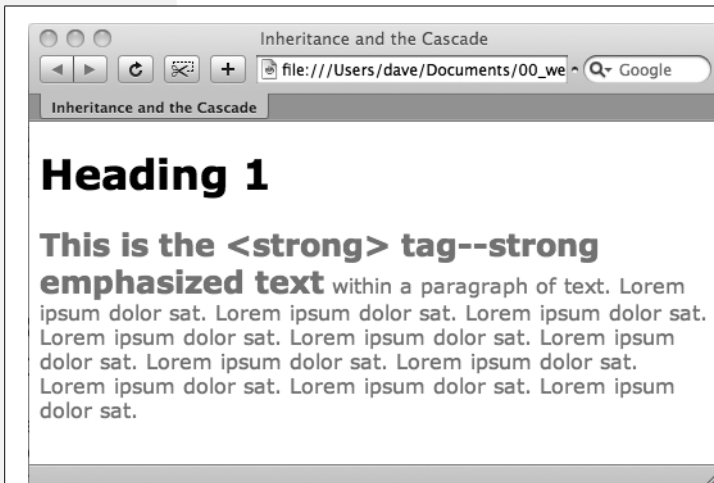 Inheritance and the Cascade
file:///Users/dave/Documents/00_we
Google
Inheritance and the Cascade
Heading 1
This is the <strong> tag--strong
emphasized text within a paragraph of text. Lorem
ipsum dolor sat. Lorem ipsum dolor sat. Lorem ipsum dolor sat.
Lorem ipsum dolor sat. Lorem ipsum dolor sat. Lorem ipsum
dolor sat. Lorem ipsum dolor sat. Lorem ipsum dolor sat.
Lorem ipsum dolor sat. Lorem ipsum dolor sat. Lorem ipsum
dolor sat.